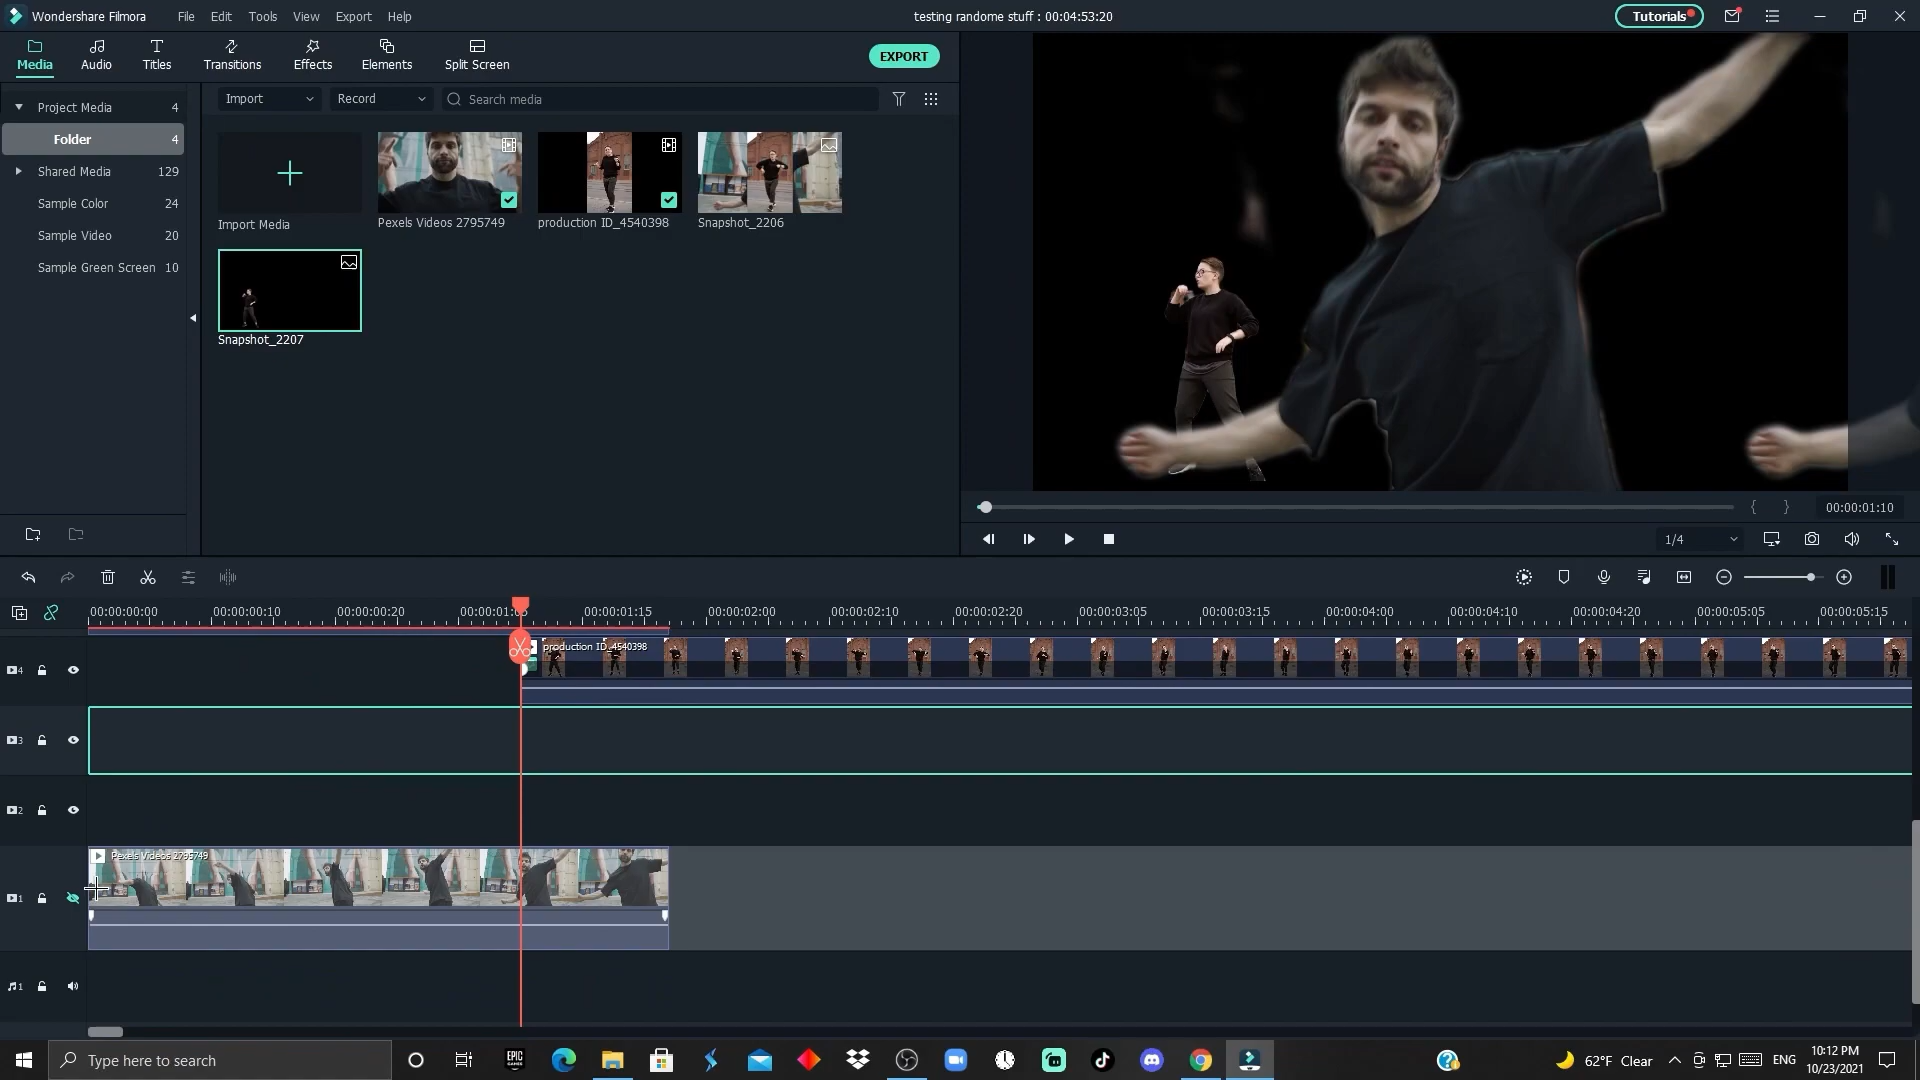 Wondershare Filmora File Edit Tools View Export Help testing randome stuff : 00:04:53:20 Tutorials
Media Audio Titles Transitions Effects Elements Split Screen EXPORT
Project Media 4
Folder 4
Shared Media 129
Sample Color 24
Sample Video 20
Sample Green Screen 10
Import Record Search media
Import Media Pexels Videos 2795749 production ID_4540398 Snapshot_2206
Snapshot_2207
{ } 00:00:01:10
1/4
00:00:00:00 00:00:00:10 00:00:00:20 00:00:01:15 00:00:02:00 00:00:02:10 00:00:02:20 00:00:03:05 00:00:03:15 00:00:04:00 00:00:04:10 00:00:04:20 00:00:05:05 00:00:05:15
4 production ID_4540398
3
2
Pexels Videos 2795749
1
1
Type here to search EPIC GAMES 62°F Clear ENG 10:12 PM
10/23/2021